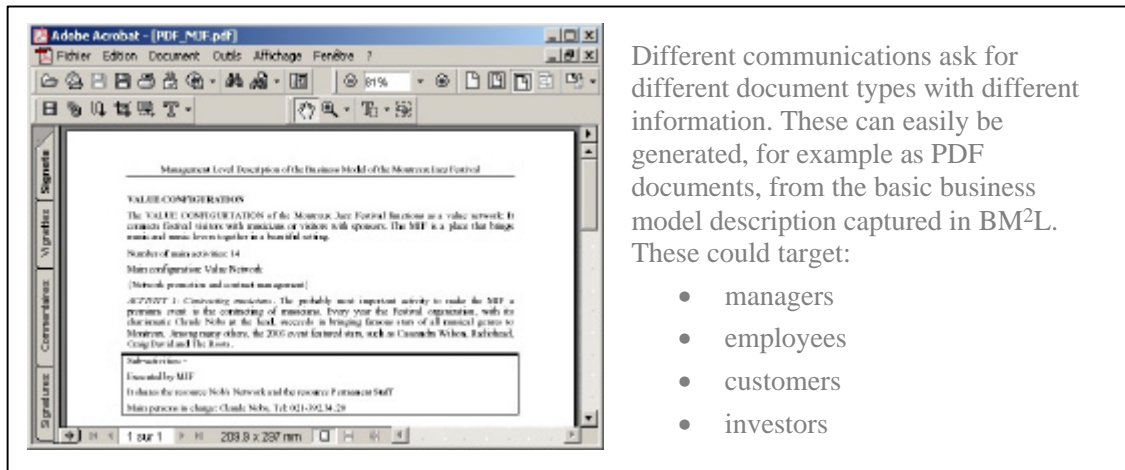 Adobe Acrobat - [PDF_MJF.pdf]
Fichier Edition Document Outils Affichage Fenêtre ?
81%
Signets
Vignettes
Commentaires
Signatures
Management Level Description of the Business Model of the Montreux Jazz Festival
VALUE CONFIGURATION
The VALUE CONFIGURTATION of the Montreux Jazz Festival functions as a value network. It
connects festival visitors with musicians or visitors with sponsors. The MJF is a place that brings
music and music lovers together in a beautiful setting.
Number of main activities: 14
Main configuration: Value Network
{Network promotion and contract management}
ACTIVITY 1: Contracting musicians. The probably most important activity to make the MJF a
premium event is the contracting of musicians. Every year the Festival organization, with its
charismatic Claude Nobs at the head, succeeds in bringing famous stars of all musical genres to
Montreux. Among many others, the 2003 event featured stars, such as Cassandra Wilson, Radiohead,
Craig David and The Roots.
Sub-activities: -
Executed by MJF
It shares the resource Nob's Network and the resource Permanent Staff
Main persons in charge: Claude Nobs, Tel:
1 sur 1 209.9 x 297 mm
Different communications ask for
different document types with different
information. These can easily be
generated, for example as PDF
documents, from the basic business
model description captured in BM²L.
These could target:
• managers
• employees
• customers
• investors